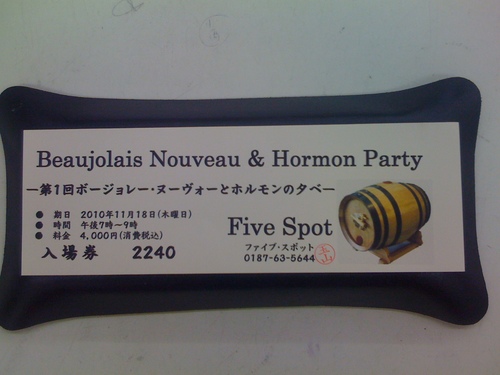 Beaujolais Nouveau & Hormon Party
―第1回ボージョレー・ヌーヴォーとホルモンの夕べ―
● 期日 2010年11月18日(木曜日)
● 時間 午後7時～9時
● 料金 4,000円(消費税込)
入場券 2240
Five Spot
ファイブ・スポット
0187-63-5644